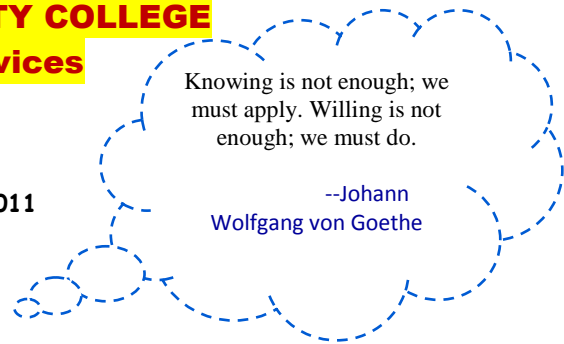 TY COLLEGE
vices
Knowing is not enough; we
must apply. Willing is not
enough; we must do.
011
--Johann
Wolfgang von Goethe